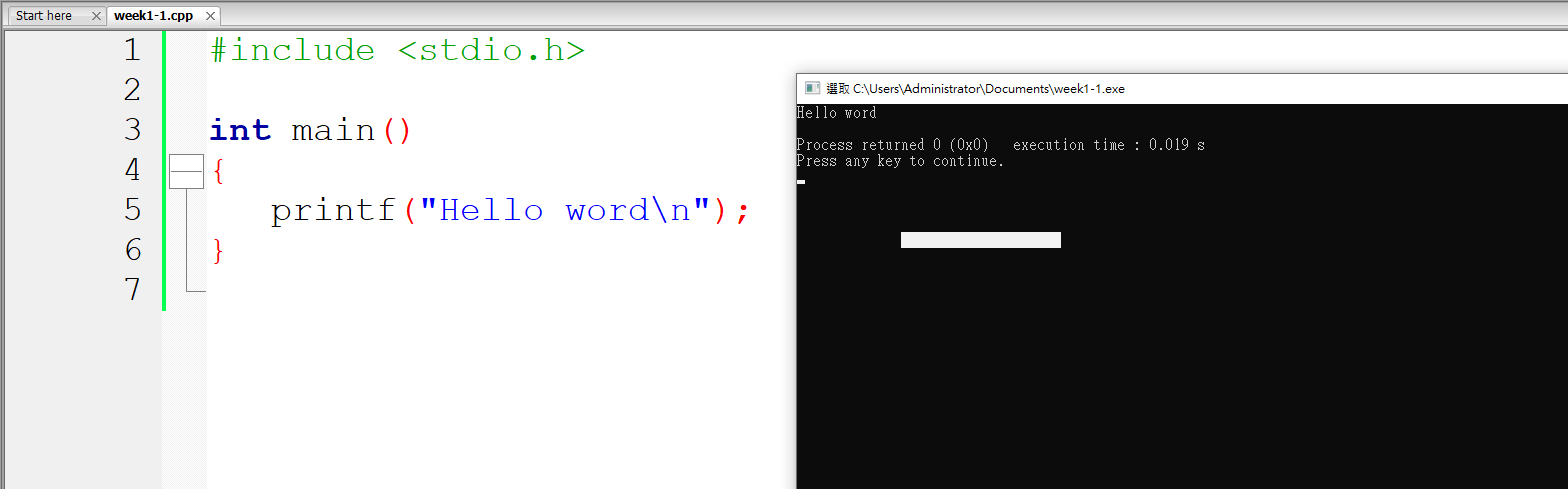 Start here
week1-1.cpp
1 #include <stdio.h>
2
3 int main()
4 {
5 printf("Hello word\n");
6 }
7
選取 C:\Users\Administrator\Documents\week1-1.exe
Hello word
Process returned 0 (0x0) execution time : 0.019 s
Press any key to continue.